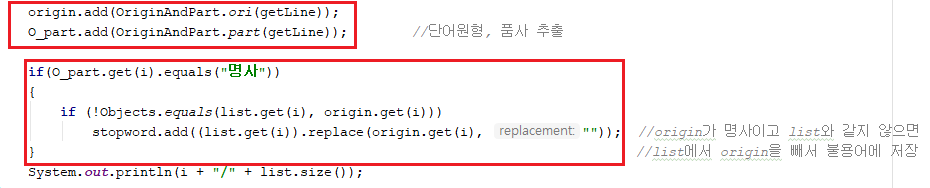 origin.add(OriginAndPart.ori(getLine));
O_part.add(OriginAndPart.part(getLine)); //단어원형, 품사 추출
if(O_part.get(i).equals("명사"))
{
if (!Objects.equals(list.get(i), origin.get(i)))
stopword.add((list.get(i)).replace(origin.get(i), replacement: "")); //origin가 명사이고 list와 같지 않으면
} //list에서 origin을 빼서 불용어에 저장
System.out.println(i + "/" + list.size());